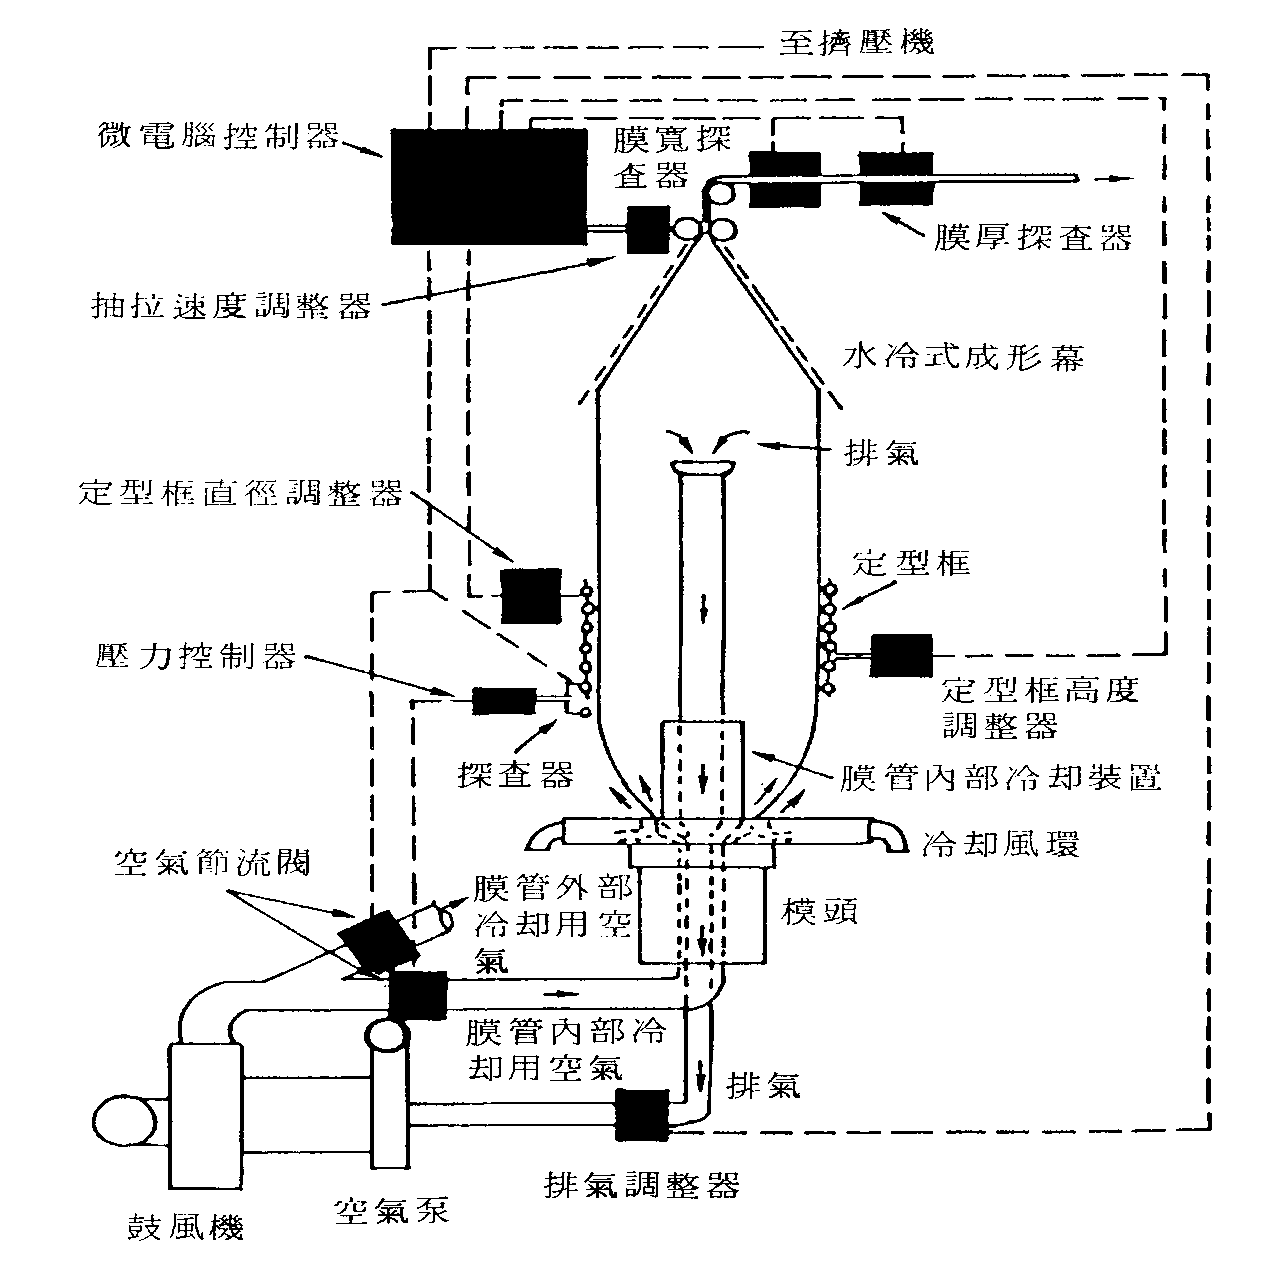 至擠壓機
微電腦控制器
膜寬探
查器
膜厚探查器
抽拉速度調整器
水冷式成形幕
排氣
定型框直徑調整器
定型框
壓力控制器
定型框高度
調整器
探查器
膜管內部冷却裝置
冷却風環
空氣節流閥
膜管外部
冷却用空
氣
模頭
膜管內部冷
却用空氣
排氣
排氣調整器
空氣泵
鼓風機